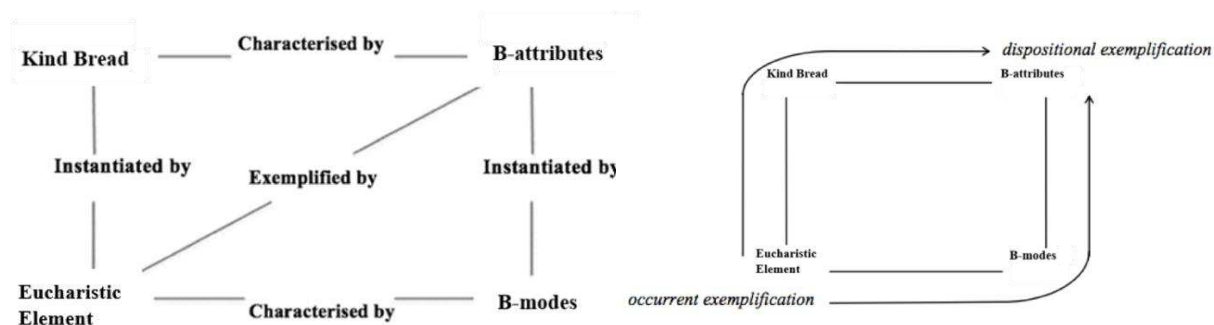 Kind Bread
Characterised by
B-attributes
Instantiated by
Exemplified by
Instantiated by
Eucharistic
Element
Characterised by
B-modes
dispositional exemplification
Kind Bread
B-attributes
Eucharistic
Element
B-modes
occurrent exemplification